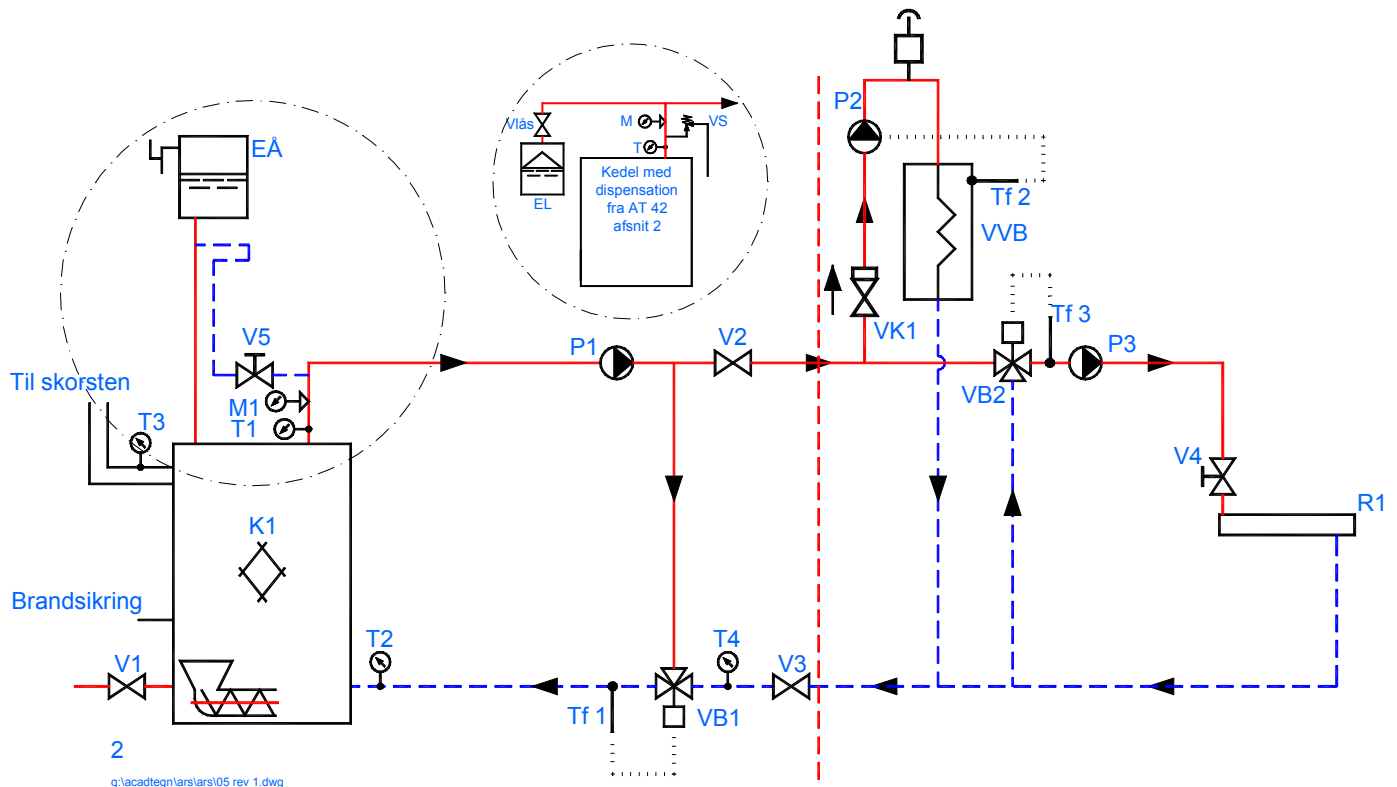 P2
EÅ
Vlås
M
VS
T
EL
Kedel med
dispensation
fra AT 42
afsnit 2
Tf 2
VVB
V5
P1
V2
VK1
Tf 3
P3
VB2
Til skorsten
M1
T1
T3
V4
R1
K1
Brandsikring
V1
T2
T4
V3
Tf 1
VB1
2
g:\acadtegn\ars\ars\05 rev 1.dwg